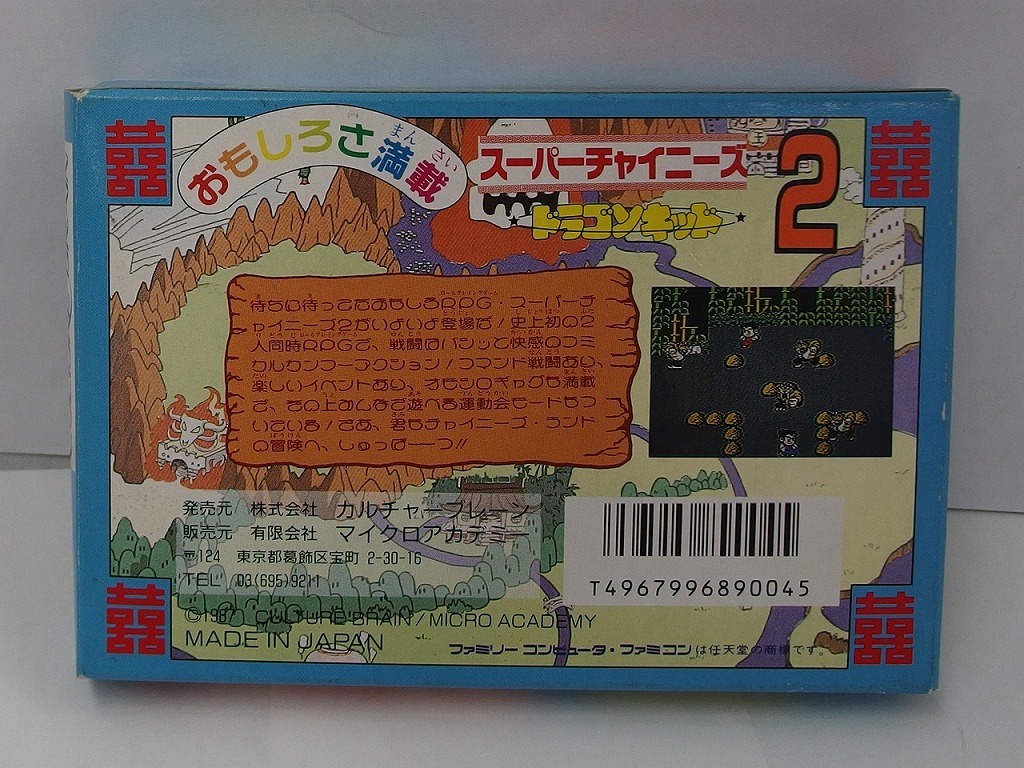 おもしろさ満載
まん さい
スーパーチャイニーズ2
ドラゴンキッド
待ちに待ったおもしろRPG・スーパーチ
ャイニーズ2がいよいよ登場だ!史上初の2
人同時RPGで、戦闘はバシッと快感のコミ
カルカンフーアクション!コマンド戦闘あり、
楽しいイベントあり、オモシロギャグも満載
で、その上みんなで遊べる運動会モードもつ
いている!さあ、君もチャイニーズ・ランド
の冒険へ、しゅっぱーつ!!
発売元 株式会社 カルチャーブレーン
販売元 有限会社 マイクロアカデミー
〒124 東京都葛飾区宝町 2-30-16
TEL 03(695)9211
T4967996890045
©1987 CULTURE BRAIN / MICRO ACADEMY
MADE IN JAPAN
ファミリーコンピュータ・ファミコンは任天堂の商標です。
囍
囍
囍
囍